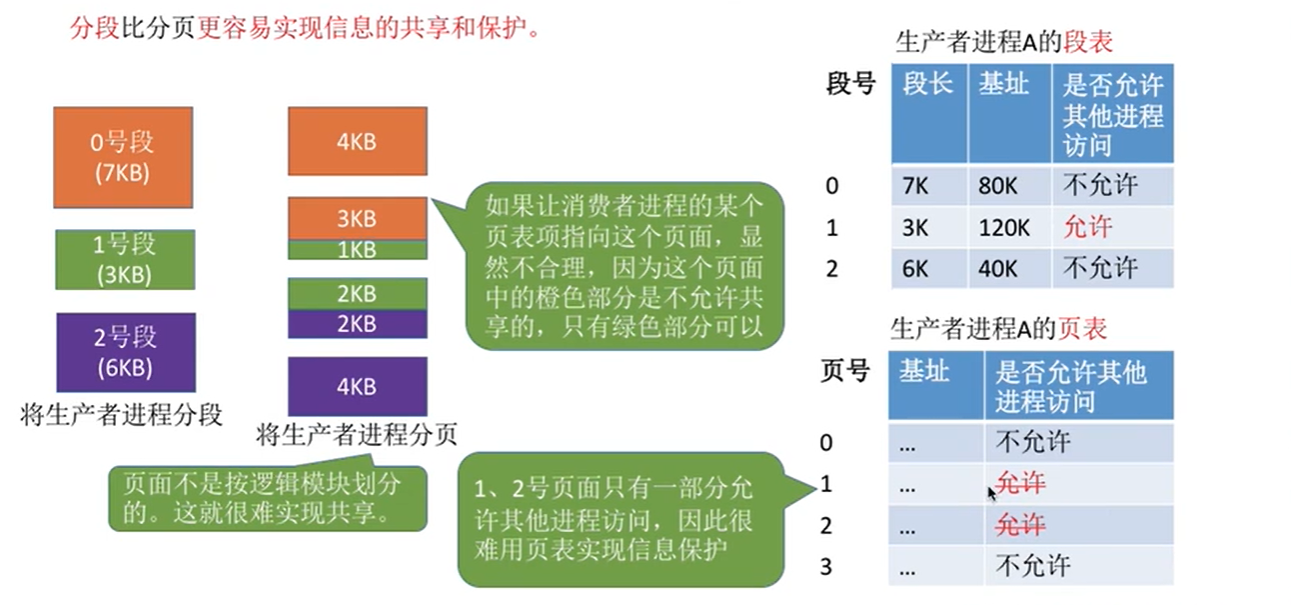 分段比分页更容易实现信息的共享和保护。
0号段
(7KB)
1号段
(3KB)
2号段
(6KB)
将生产者进程分段
4KB
3KB
1KB
2KB
2KB
4KB
将生产者进程分页
页面不是按逻辑模块划分
的。这就很难实现共享。
如果让消费者进程的某个
页表项指向这个页面，显
然不合理，因为这个页面
中的橙色部分是不允许共
享的，只有绿色部分可以
1、2号页面只有一部分允
许其他进程访问，因此很
难用页表实现信息保护
生产者进程A的段表
段号 段长 基址 是否允许
其他进程
访问
0 7K 80K 不允许
1 3K 120K 允许
2 6K 40K 不允许
生产者进程A的页表
页号 基址 是否允许其他
进程访问
0 ... 不允许
1 ... 允许
2 ... 允许
3 ... 不允许